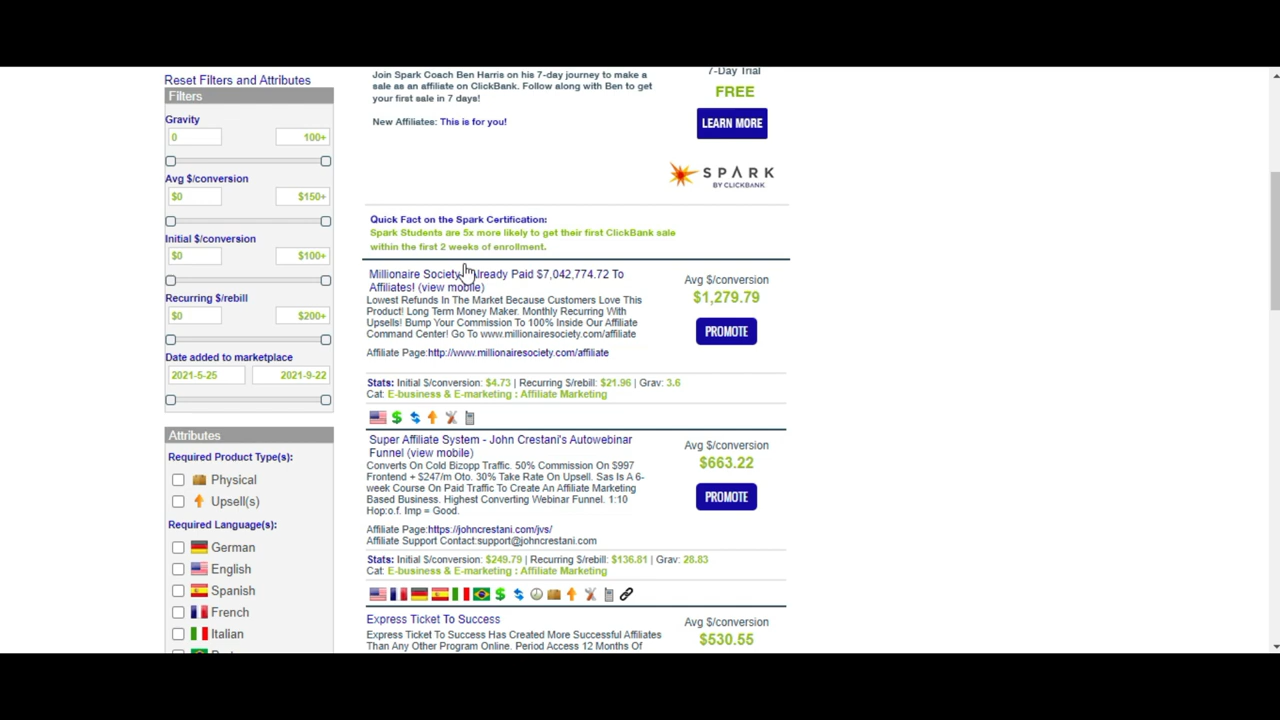 Reset Filters and Attributes
Filters
Gravity
0 100+
Avg $/conversion
$0 $150+
Initial $/conversion
$0 $100+
Recurring $/rebill
$0 $200+
Date added to marketplace
2021-5-25 2021-9-22
Attributes
Required Product Type(s):
Physical
Upsell(s)
Required Language(s):
German
English
Spanish
French
Italian
Join Spark Coach Ben Harris on his 7-day journey to make a
sale as an affiliate on ClickBank. Follow along with Ben to get
your first sale in 7 days!
New Affiliates: This is for you!
7-Day Trial
FREE
LEARN MORE
SPARK
BY CLICKBANK
Quick Fact on the Spark Certification:
Spark Students are 5x more likely to get their first ClickBank sale
within the first 2 weeks of enrollment.
Millionaire Society Already Paid $7,042,774.72 To
Affiliates! (view mobile)
Lowest Refunds In The Market Because Customers Love This
Product! Long Term Money Maker. Monthly Recurring With
Upsells! Bump Your Commission To 100% Inside Our Affiliate
Command Center! Go To www.millionairesociety.com/affiliate
Affiliate Page:http://www.millionairesociety.com/affiliate
Avg $/conversion
$1,279.79
PROMOTE
Stats: Initial $/conversion: $4.73 | Recurring $/rebill: $21.96 | Grav: 3.6
Cat: E-business & E-marketing : Affiliate Marketing
Super Affiliate System - John Crestani's Autowebinar
Funnel (view mobile)
Converts On Cold Bizopp Traffic. 50% Commission On $997
Frontend + $247/m Oto. 30% Take Rate On Upsell. Sas Is A 6-
week Course On Paid Traffic To Create An Affiliate Marketing
Based Business. Highest Converting Webinar Funnel. 1:10
Hop:o.f. Imp = Good.
Affiliate Page:https://johncrestani.com/jvs/
Affiliate Support Contact:support@johncrestani.com
Avg $/conversion
$663.22
PROMOTE
Stats: Initial $/conversion: $249.79 | Recurring $/rebill: $136.81 | Grav: 28.83
Cat: E-business & E-marketing : Affiliate Marketing
Express Ticket To Success
Express Ticket To Success Has Created More Successful Affiliates
Than Any Other Program Online. Period Access 12 Months Of
Avg $/conversion
$530.55